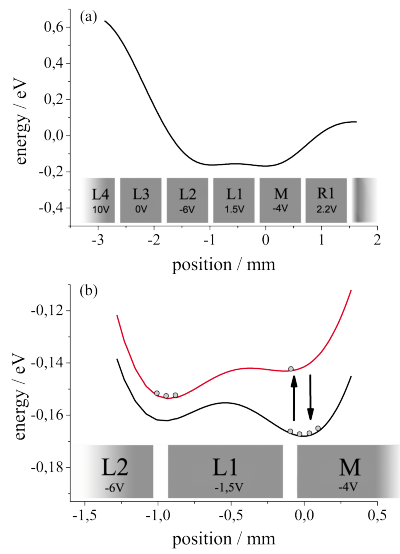 (a)
energy / eV
0,6
0,4
0,2
0,0
-0,2
-0,4
L4 L3 L2 L1 M R1
10V 0V -6V 1.5V -4V 2.2V
-3 -2 -1 0 1 2
position / mm
(b)
energy / eV
-0,12
-0,14
-0,16
-0,18
L2 L1 M
-6V -1,5V -4V
-1,5 -1,0 -0,5 0,0
position / mm